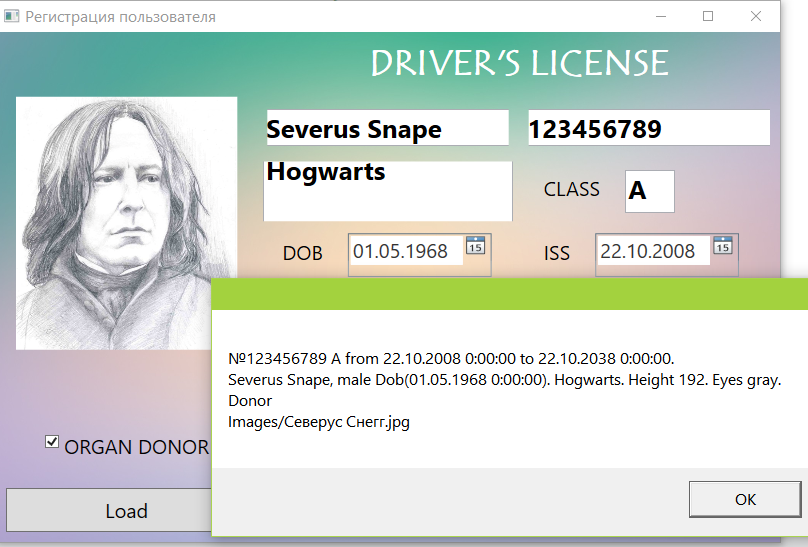 Регистрация пользователя
DRIVER'S LICENSE
Severus Snape
123456789
Hogwarts
CLASS
A
DOB
01.05.1968
15
ISS
22.10.2008
15
№123456789 A from 22.10.2008 0:00:00 to 22.10.2038 0:00:00.
Severus Snape, male Dob(01.05.1968 0:00:00). Hogwarts. Height 192. Eyes gray.
Donor
Images/Северус Снегг.jpg
ORGAN DONOR
OK
Load